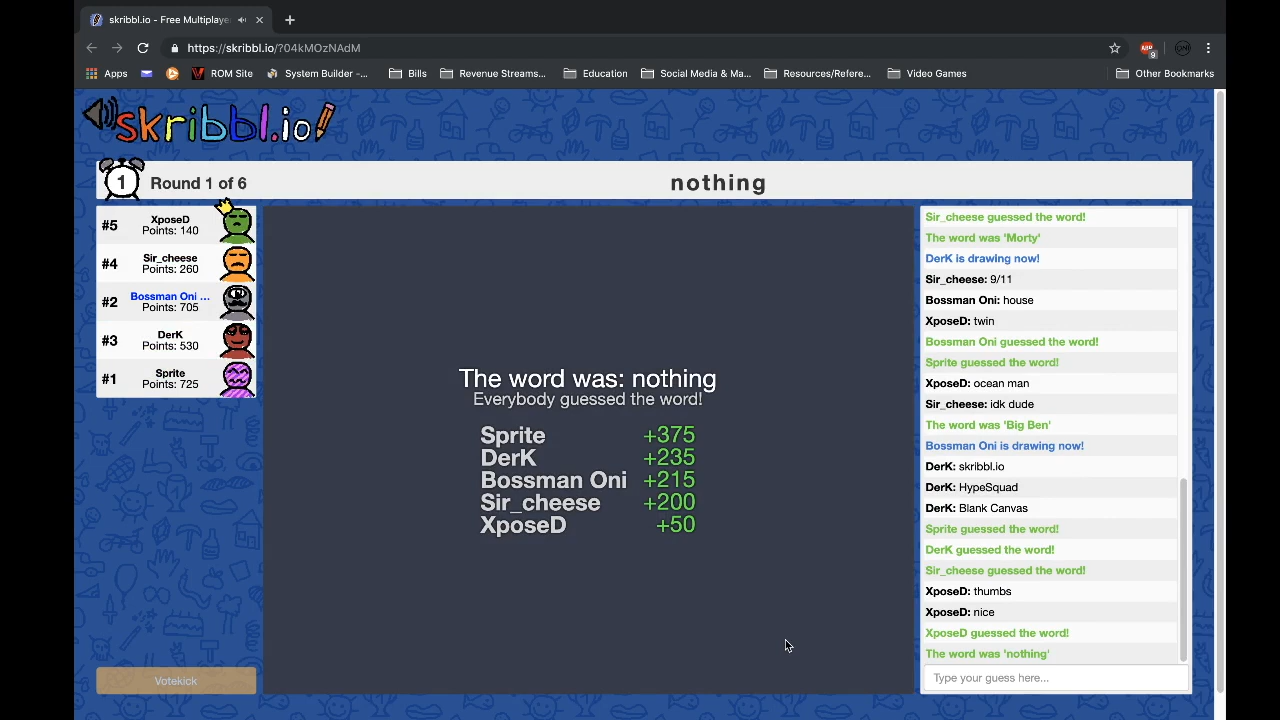 skribbl.io - Free Multiplaye
https://skribbl.io/?04kMOzNAdM
9
Apps
ROM Site
System Builder -...
Bills
Revenue Streams...
Education
Social Media & Ma...
Resources/Refere...
Video Games
Other Bookmarks
skribbl.io
1
Round 1 of 6
nothing
#5
XposeD
Points: 140
#4
Sir_cheese
Points: 260
#2
Bossman Oni ...
Points: 705
#3
DerK
Points: 530
#1
Sprite
Points: 725
Votekick
The word was: nothing
Everybody guessed the word!
Sprite +375
DerK +235
Bossman Oni +215
Sir_cheese +200
XposeD +50
Sir_cheese guessed the word!
The word was 'Morty'
DerK is drawing now!
Sir_cheese: 9/11
Bossman Oni: house
XposeD: twin
Bossman Oni guessed the word!
Sprite guessed the word!
XposeD: ocean man
Sir_cheese: idk dude
The word was 'Big Ben'
Bossman Oni is drawing now!
DerK: skribbl.io
DerK: HypeSquad
DerK: Blank Canvas
Sprite guessed the word!
DerK guessed the word!
Sir_cheese guessed the word!
XposeD: thumbs
XposeD: nice
XposeD guessed the word!
The word was 'nothing'
Type your guess here...